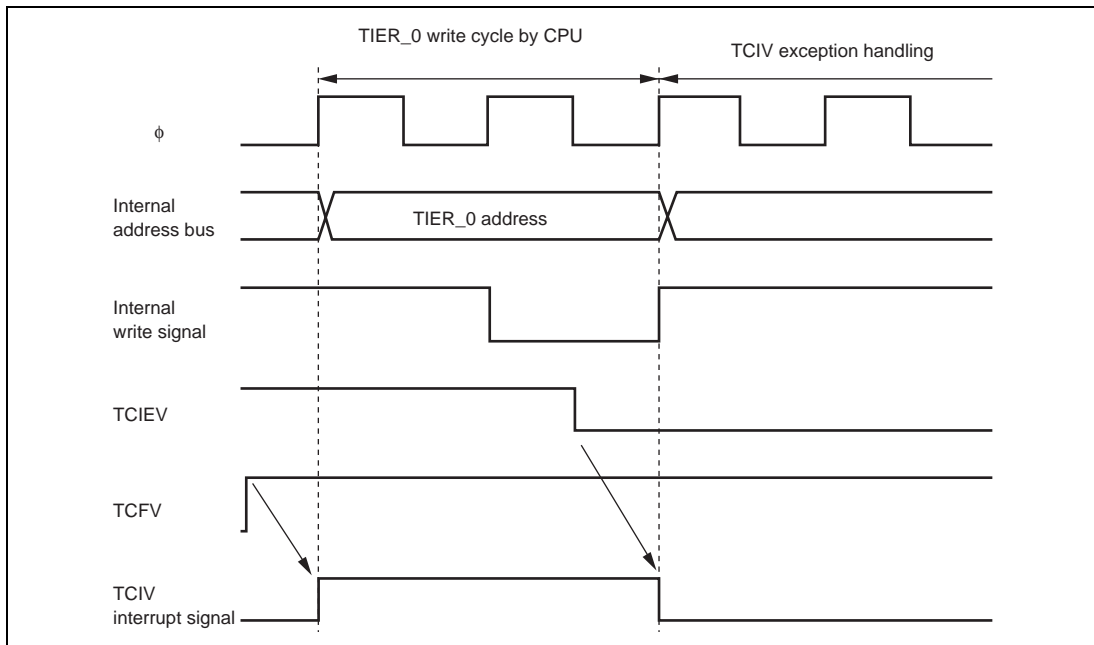 TIER_0 write cycle by CPU
TCIV exception handling
ϕ
Internal
address bus
TIER_0 address
Internal
write signal
TCIEV
TCFV
TCIV
interrupt signal